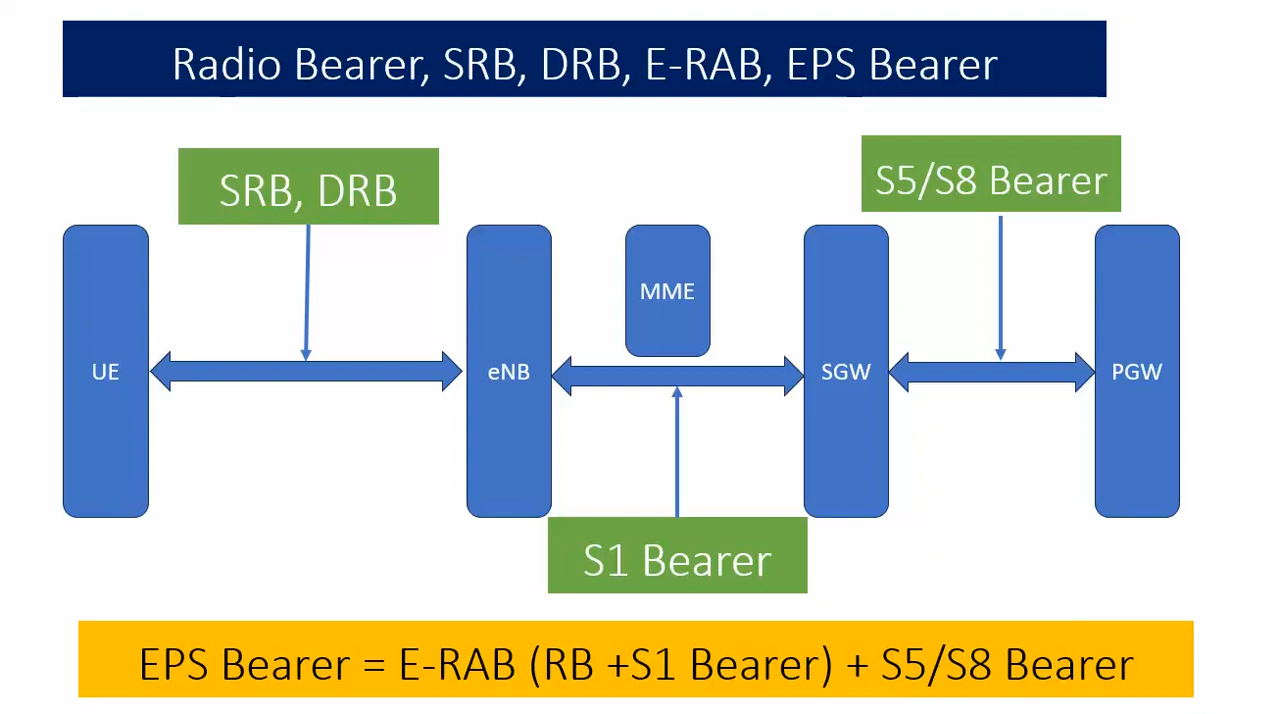 Radio Bearer, SRB, DRB, E-RAB, EPS Bearer
SRB, DRB
S5/S8 Bearer
MME
UE
eNB
SGW
PGW
S1 Bearer
EPS Bearer = E-RAB (RB +S1 Bearer) + S5/S8 Bearer